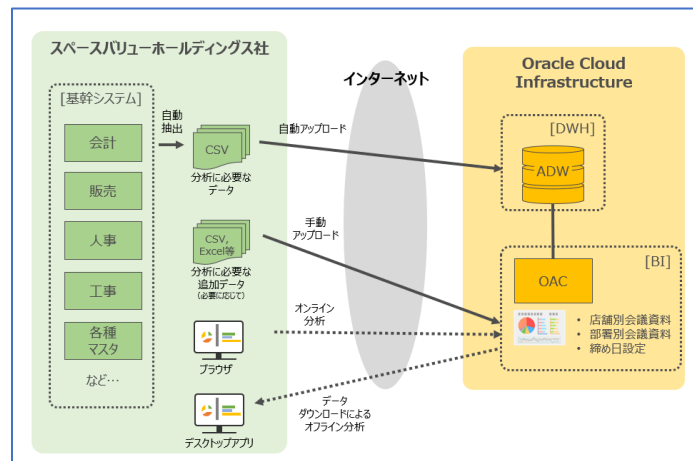 スペースバリューホールディングス社
[基幹システム]
会計
販売
人事
工事
各種
マスタ
など…
自動
抽出
CSV
分析に必要な
データ
CSV,
Excel等
分析に必要な
追加データ
(必要に応じて)
ブラウザ
デスクトップアプリ
インターネット
自動アップロード
手動
アップロード
オンライン
分析
データ
ダウンロードによる
オフライン分析
Oracle Cloud
Infrastructure
[DWH]
ADW
[BI]
OAC
• 店舗別会議資料
• 部署別会議資料
• 締め日設定